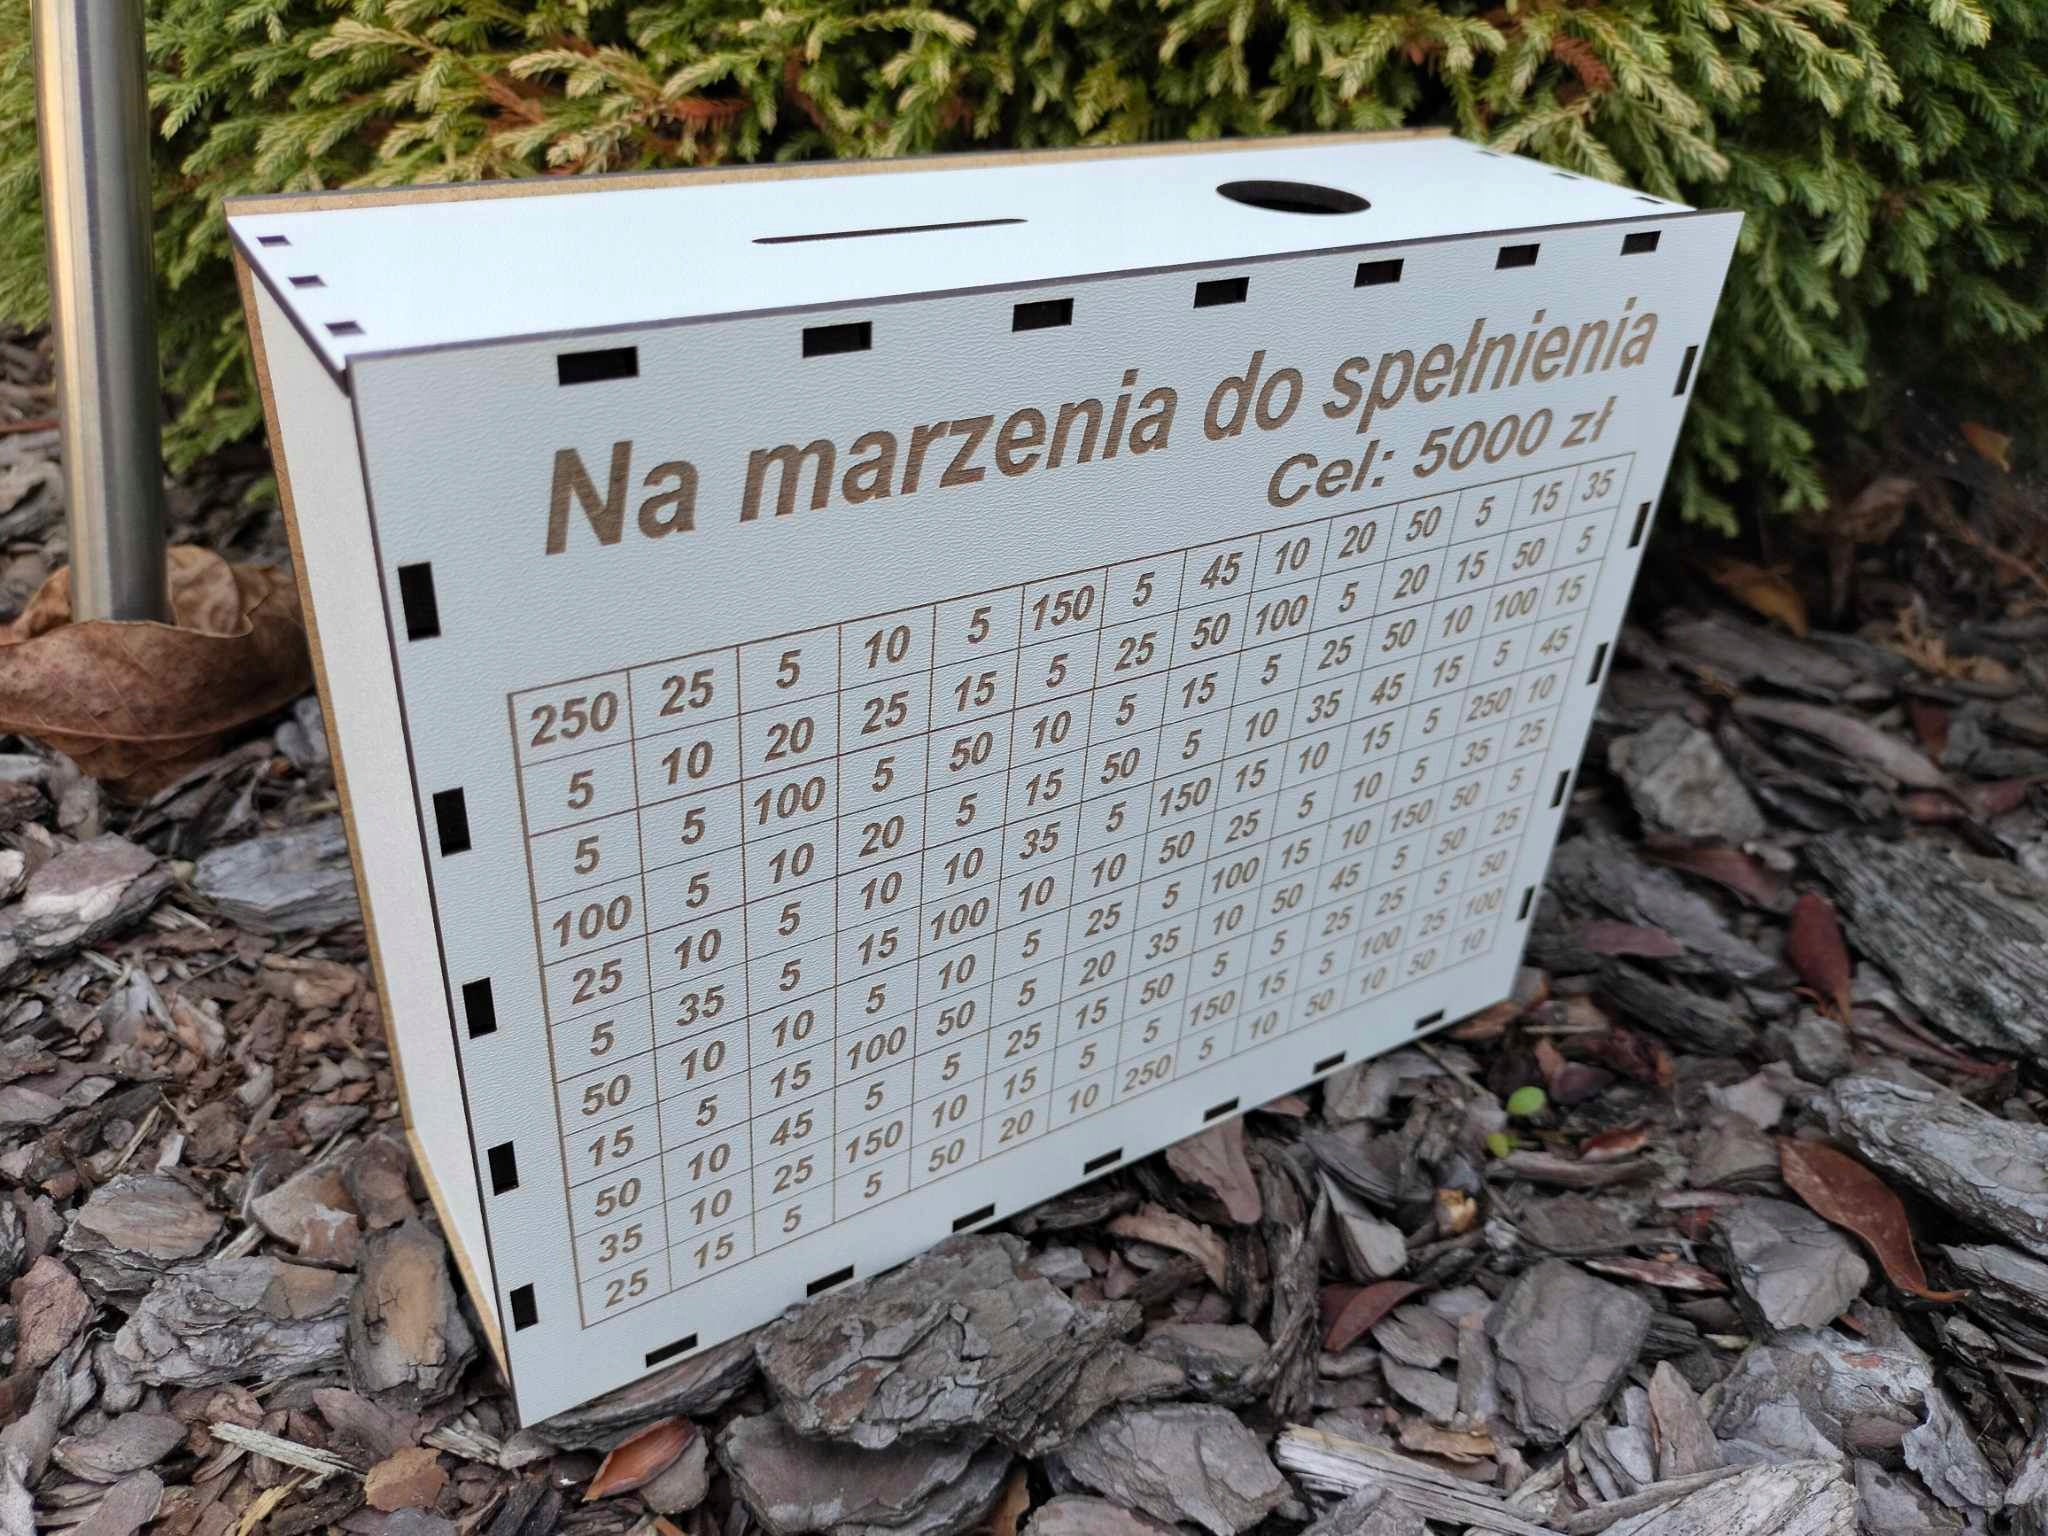 Na marzenia do spełnienia
Cel: 5000 zł
250 25 5 10 5 150 5 45 10 20 50 5 15 35
5 10 20 25 15 5 25 50 100 5 20 15 50 5
5 5 100 5 50 10 5 15 5 25 50 10 100 15
100 5 10 20 5 15 50 5 10 35 45 15 5 45
25 10 5 10 10 35 5 150 15 10 15 5 250 10
5 35 5 15 100 10 10 50 25 5 10 5 35 25
50 10 10 5 10 5 25 5 100 15 10 150 50 5
15 5 15 100 50 5 20 35 10 50 45 5 50 25
50 10 45 5 5 25 15 50 5 5 25 25 5 50
35 10 25 150 10 15 5 5 150 15 5 100 25 100
25 15 5 5 50 20 10 250 5 10 50 10 50 10